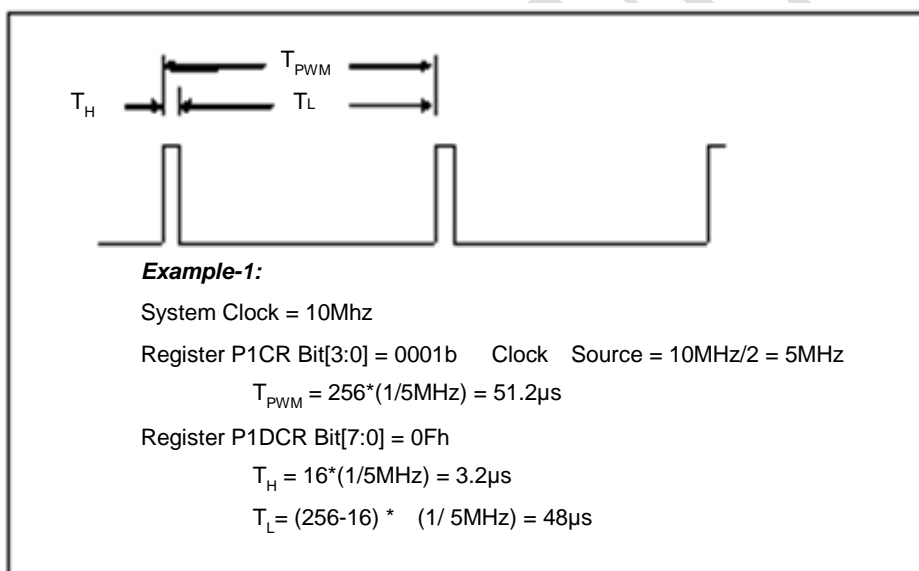 T_PWM
T_H TL
Example-1:
System Clock = 10Mhz
Register P1CR Bit[3:0] = 0001b Clock Source = 10MHz/2 = 5MHz
T_PWM = 256*(1/5MHz) = 51.2µs
Register P1DCR Bit[7:0] = 0Fh
T_H = 16*(1/5MHz) = 3.2µs
T_L= (256-16) * (1/ 5MHz) = 48µs